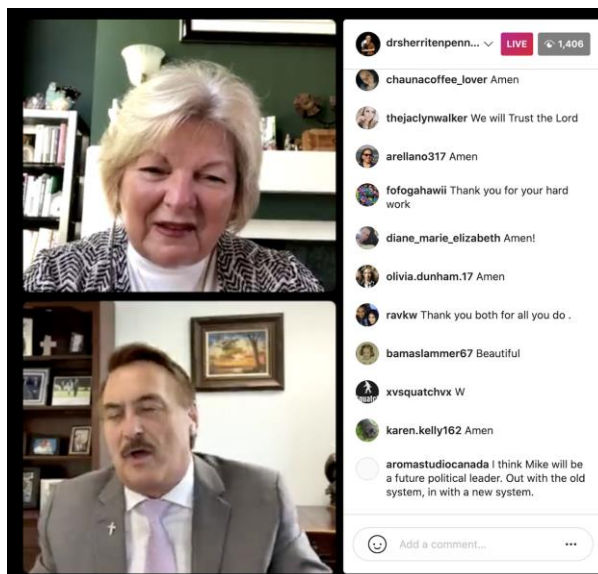 drsherritenpenn...
LIVE
1,406
chaunacoffee_lover Amen
thejaclynwalker We will Trust the Lord
arellano317 Amen
fofogahawii Thank you for your hard
work
diane_marie_elizabeth Amen!
olivia.dunham.17 Amen
ravkw Thank you both for all you do .
bamaslammer67 Beautiful
xvsquatchvx W
karen.kelly162 Amen
aromastudiocanada I think Mike will be
a future political leader. Out with the old
system, in with a new system.
Add a comment...